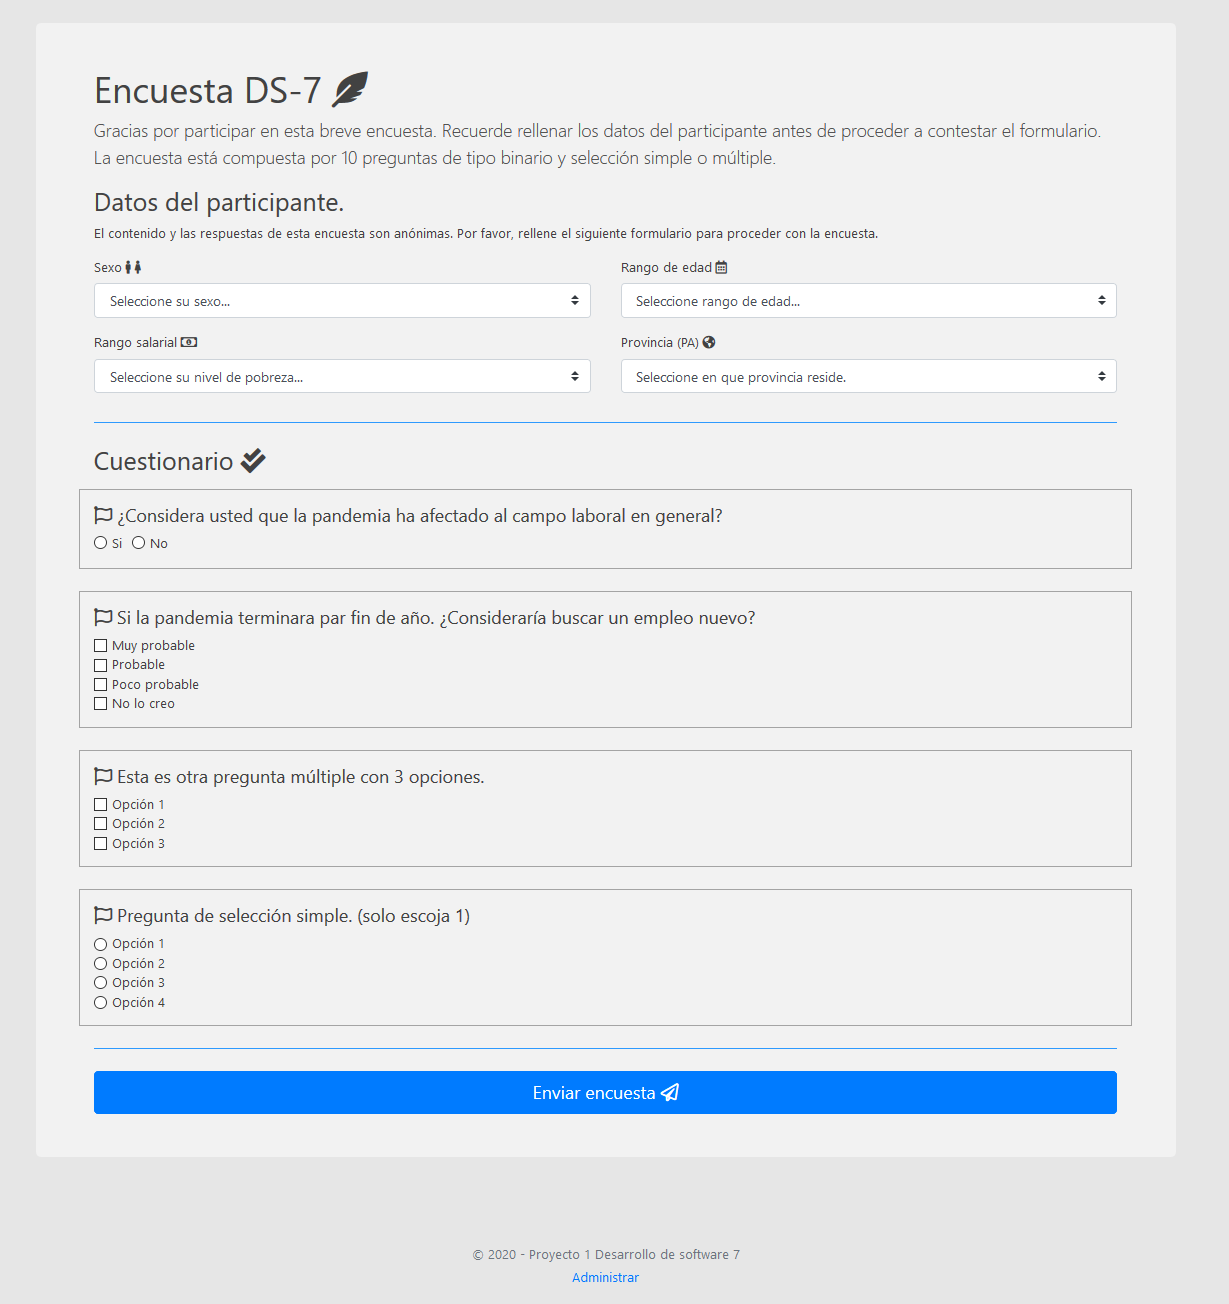 Encuesta DS-7
Gracias por participar en esta breve encuesta. Recuerde rellenar los datos del participante antes de proceder a contestar el formulario.
La encuesta está compuesta por 10 preguntas de tipo binario y selección simple o múltiple.
Datos del participante.
El contenido y las respuestas de esta encuesta son anónimas. Por favor, rellene el siguiente formulario para proceder con la encuesta.
Sexo
Rango de edad
Seleccione su sexo...
Seleccione rango de edad...
Rango salarial
Provincia (PA)
Seleccione su nivel de pobreza...
Seleccione en que provincia reside.
Cuestionario
¿Considera usted que la pandemia ha afectado al campo laboral en general?
Si No
Si la pandemia terminara par fin de año. ¿Consideraría buscar un empleo nuevo?
Muy probable
Probable
Poco probable
No lo creo
Esta es otra pregunta múltiple con 3 opciones.
Opción 1
Opción 2
Opción 3
Pregunta de selección simple. (solo escoja 1)
Opción 1
Opción 2
Opción 3
Opción 4
Enviar encuesta
© 2020 - Proyecto 1 Desarrollo de software 7
Administrar